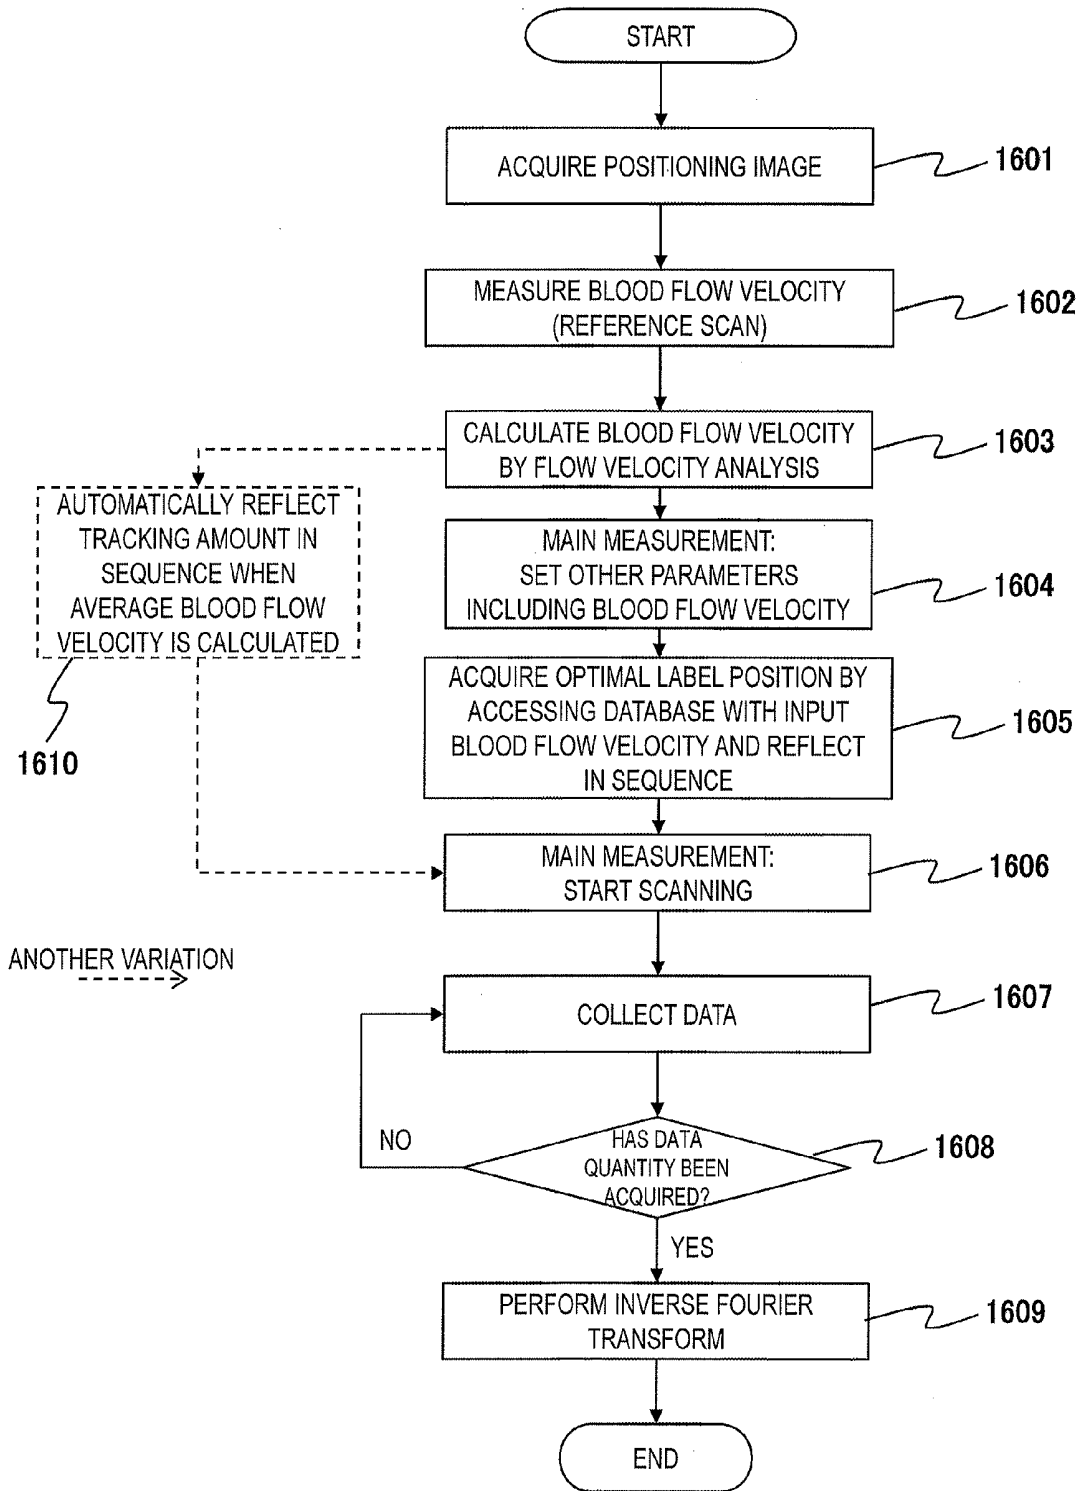 START
ACQUIRE POSITIONING IMAGE
1601
MEASURE BLOOD FLOW VELOCITY
(REFERENCE SCAN)
1602
CALCULATE BLOOD FLOW VELOCITY
BY FLOW VELOCITY ANALYSIS
1603
AUTOMATICALLY REFLECT
TRACKING AMOUNT IN
SEQUENCE WHEN
AVERAGE BLOOD FLOW
VELOCITY IS CALCULATED
1610
MAIN MEASUREMENT:
SET OTHER PARAMETERS
INCLUDING BLOOD FLOW VELOCITY
1604
ACQUIRE OPTIMAL LABEL POSITION BY
ACCESSING DATABASE WITH INPUT
BLOOD FLOW VELOCITY AND REFLECT
IN SEQUENCE
1605
MAIN MEASUREMENT:
START SCANNING
1606
ANOTHER VARIATION
COLLECT DATA
1607
NO
HAS DATA
QUANTITY BEEN
ACQUIRED?
1608
YES
PERFORM INVERSE FOURIER
TRANSFORM
1609
END